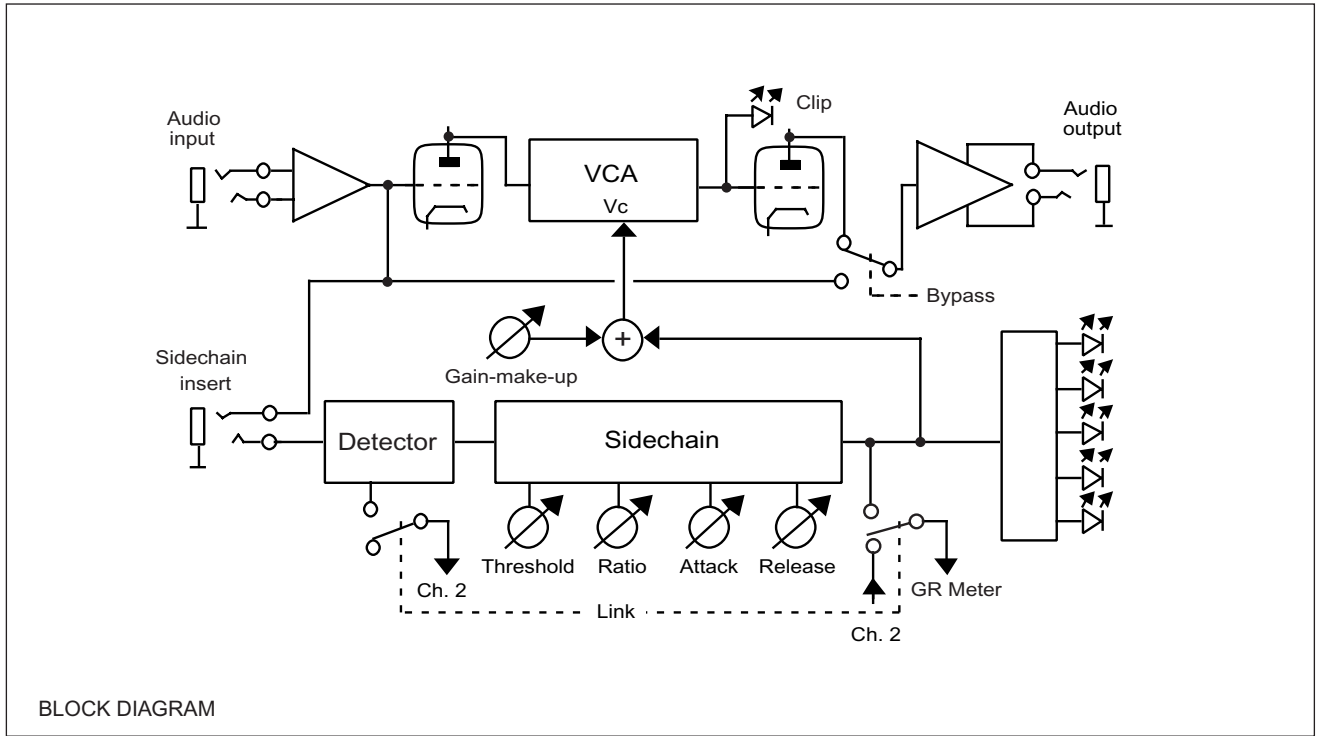 Audio
input
Clip
Audio
output
VCA
Vc
Bypass
+
Gain-make-up
Sidechain
insert
Detector
Sidechain
Threshold
Ratio
Attack
Release
Ch. 2
GR Meter
Link
Ch. 2
BLOCK DIAGRAM